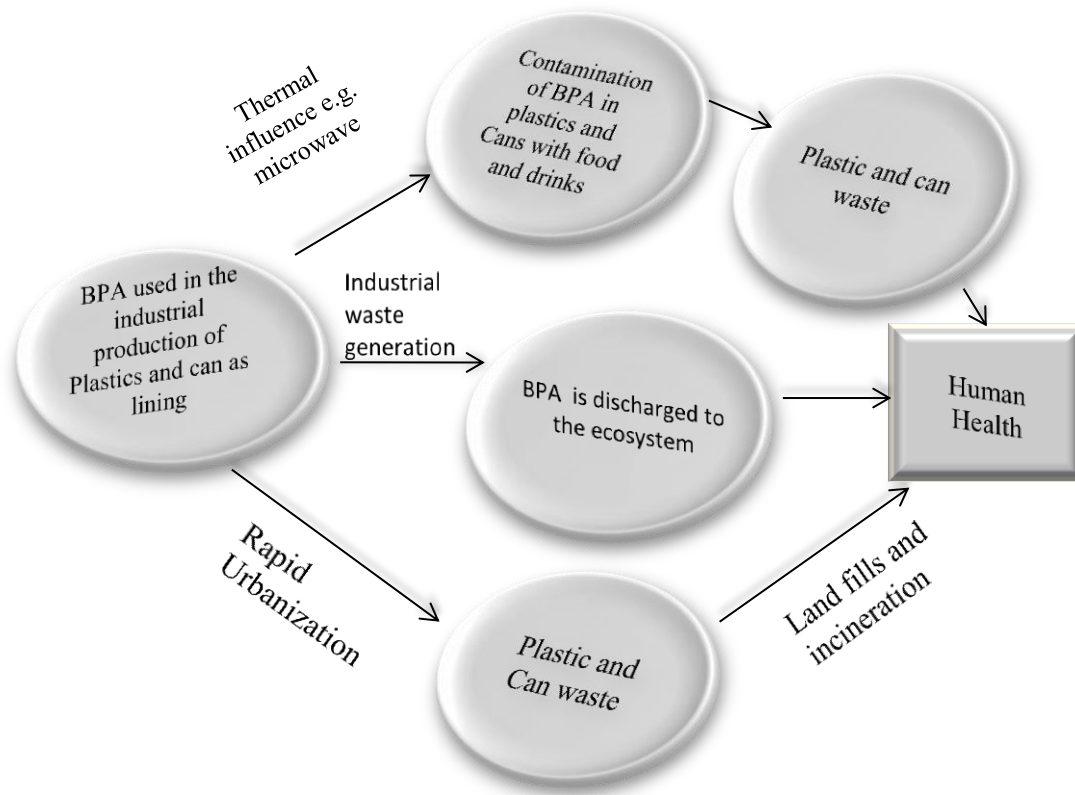 Thermal
influence e.g.
microwave
Contamination
of BPA in
plastics and
Cans with food
and drinks
Plastic and can
waste
BPA used in the
industrial
production of
Plastics and can as
lining
Industrial
waste
generation
BPA is discharged to
the ecosystem
Human
Health
Rapid
Urbanization
Plastic and
Can waste
Land fills and
incineration